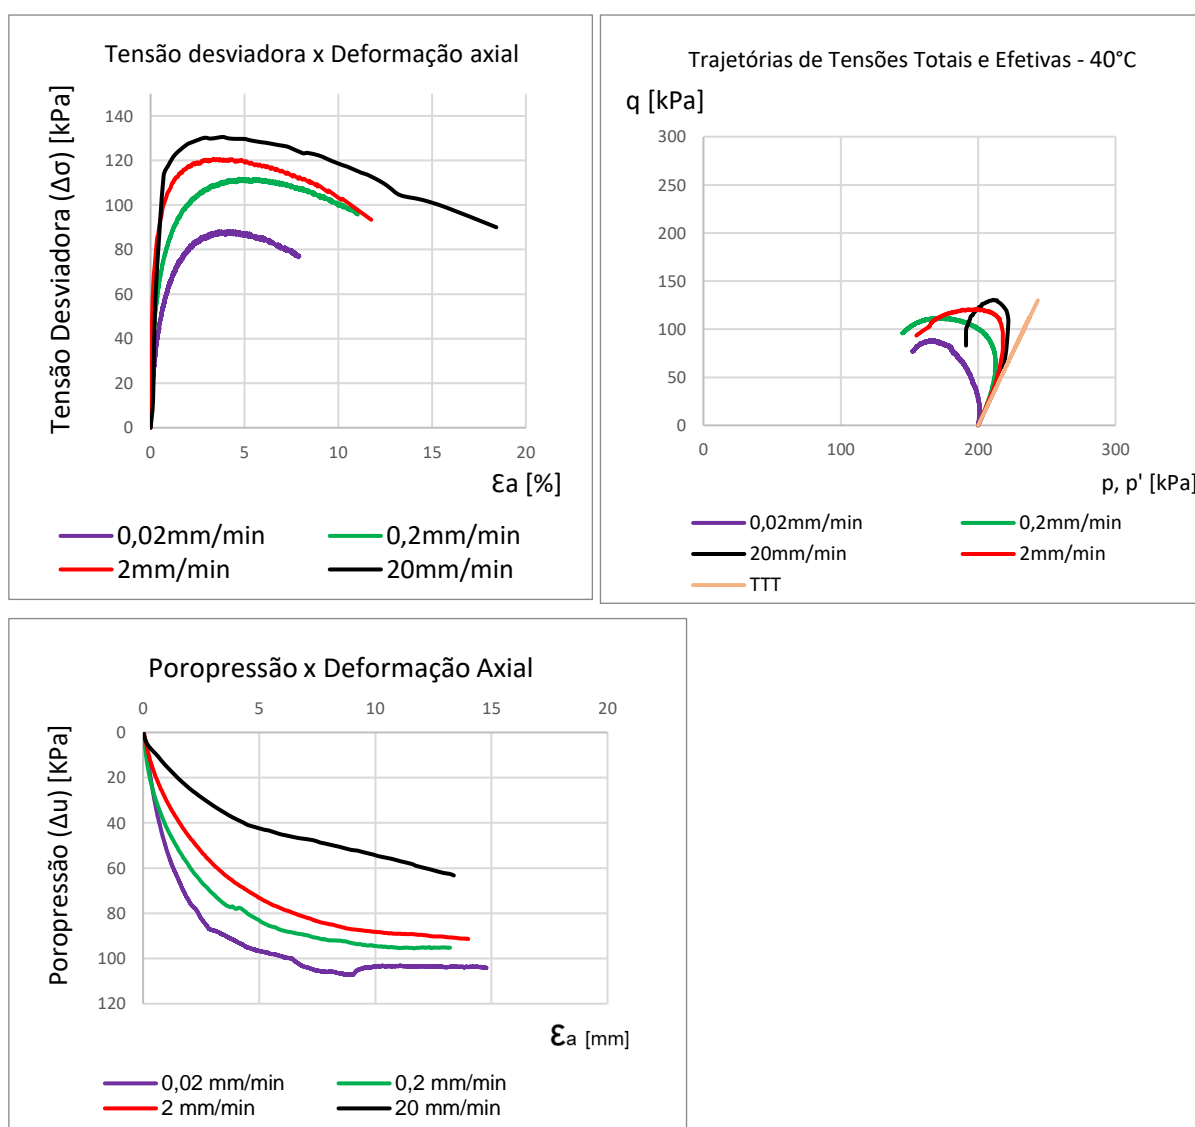 Tensão desviadora x Deformação axial
Tensão Desviadora (Δσ) [kPa]
140
120
100
80
60
40
20
0
0 5 10 15 20
Ɛa [%]
0,02mm/min 0,2mm/min
2mm/min 20mm/min
Trajetórias de Tensões Totais e Efetivas - 40°C
q [kPa]
300
250
200
150
100
50
0
0 100 200 300
p, p' [kPa]
0,02mm/min 0,2mm/min
20mm/min 2mm/min
TTT
Poropressão x Deformação Axial
0 5 10 15 20
Poropressão (Δu) [KPa]
0
20
40
60
80
100
120
Ɛa [mm]
0,02 mm/min 0,2 mm/min
2 mm/min 20 mm/min